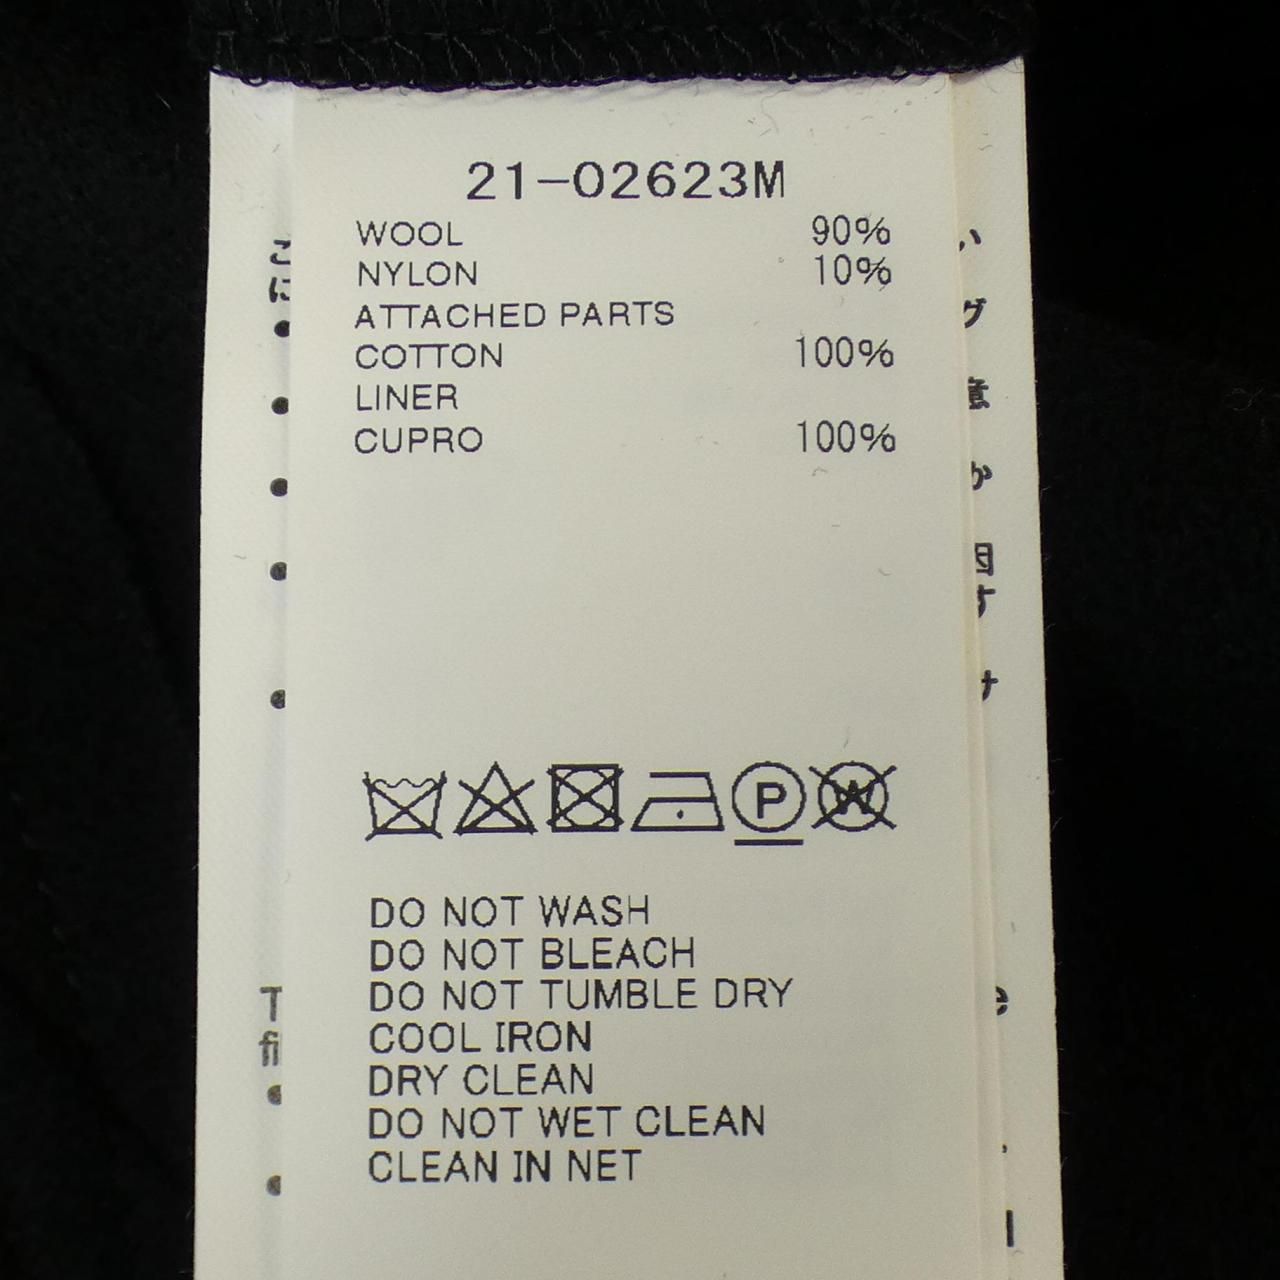 21-02623M
WOOL 90%
NYLON 10%
ATTACHED PARTS
COTTON 100%
LINER
CUPRO 100%
P
W
DO NOT WASH
DO NOT BLEACH
DO NOT TUMBLE DRY
COOL IRON
DRY CLEAN
DO NOT WET CLEAN
CLEAN IN NET